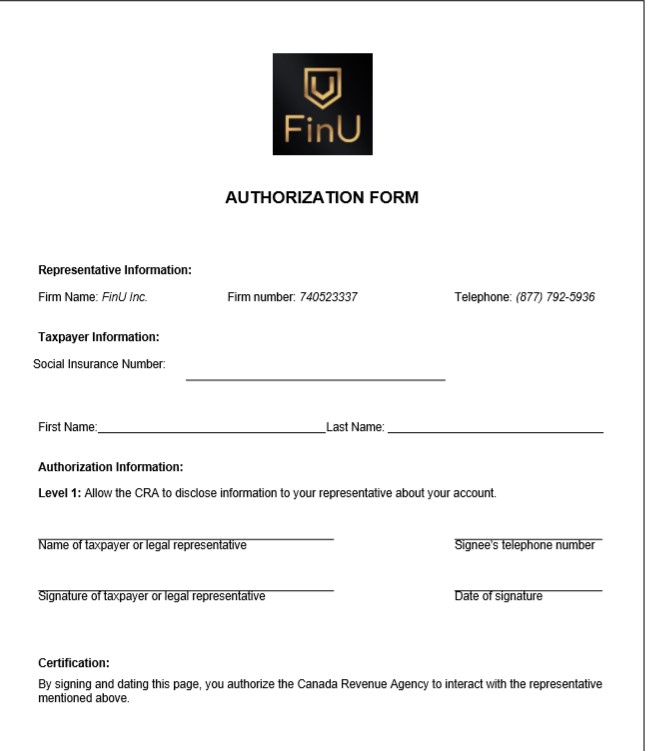 FinU
AUTHORIZATION FORM
Representative Information:
Firm Name: FinU Inc. Firm number: 740523337 Telephone: (877) 792-5936
Taxpayer Information:
Social Insurance Number:
First Name: Last Name:
Authorization Information:
Level 1: Allow the CRA to disclose information to your representative about your account.
Name of taxpayer or legal representative Signee's telephone number
Signature of taxpayer or legal representative Date of signature
Certification:
By signing and dating this page, you authorize the Canada Revenue Agency to interact with the representative
mentioned above.